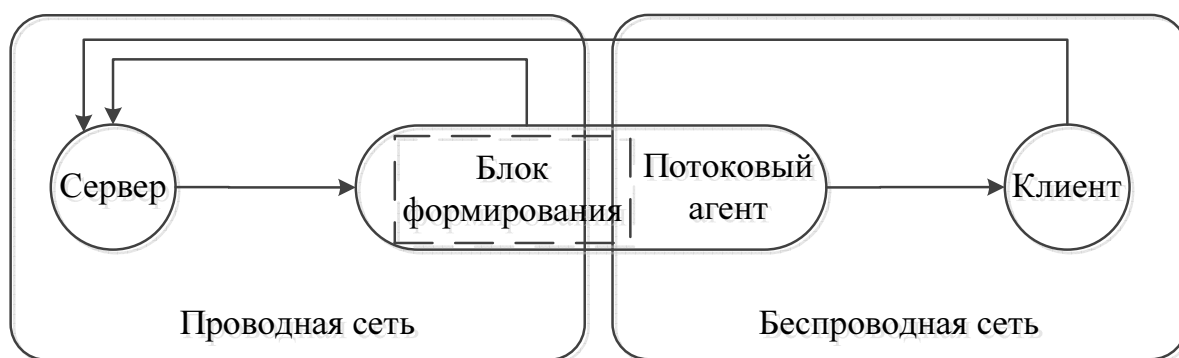 Сервер
Блок
формирования
Потоковый
агент
Клиент
Проводная сеть
Беспроводная сеть